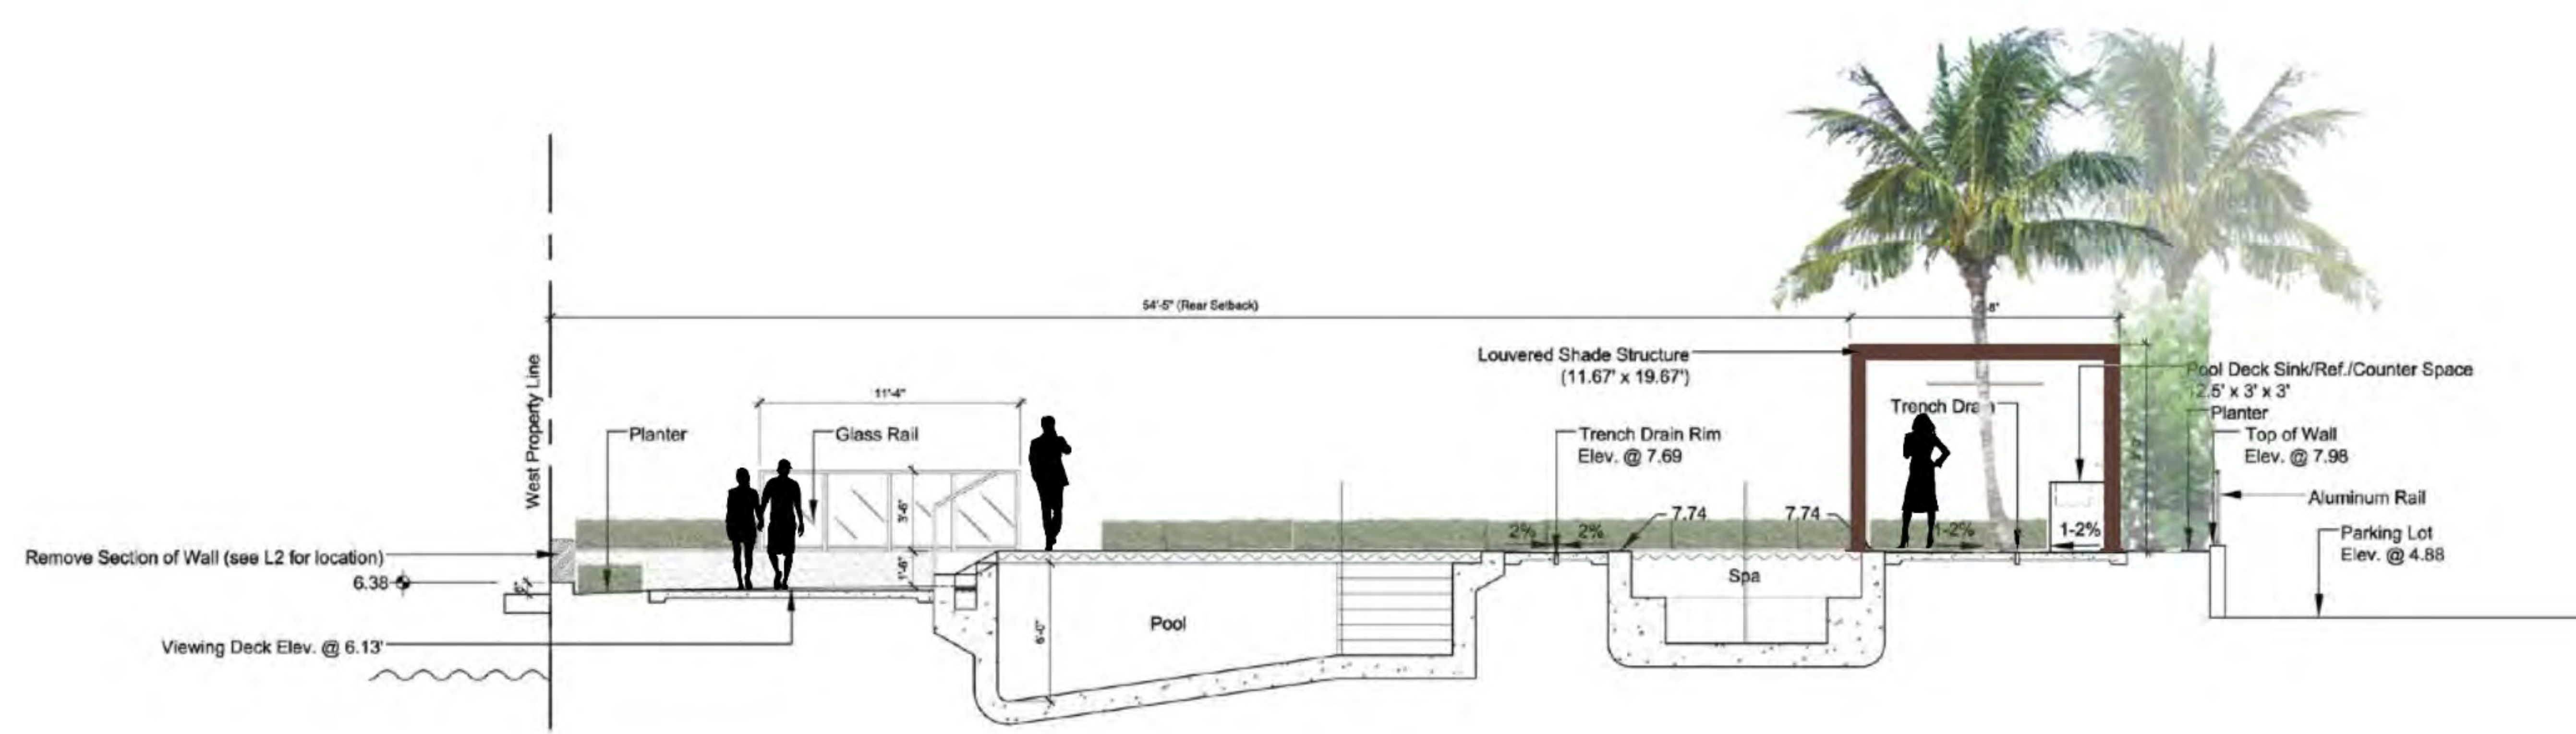 54'-5" (Rear Setback)
West Property Line
Louvered Shade Structure
(11.67' x 19.67')
Pool Deck Sink/Ref./Counter Space
2.5' x 3' x 3'
11'-4"
Trench Drain
Planter
Planter
Glass Rail
Trench Drain Rim
Elev. @ 7.69
Top of Wall
Elev. @ 7.98
3'-6"
Aluminum Rail
7.74
7.74
2%
2%
1-2%
1-2%
Parking Lot
Elev. @ 4.88
Remove Section of Wall (see L2 for location)
6.38
1'-6"
Spa
6'-0"
Pool
Viewing Deck Elev. @ 6.13'